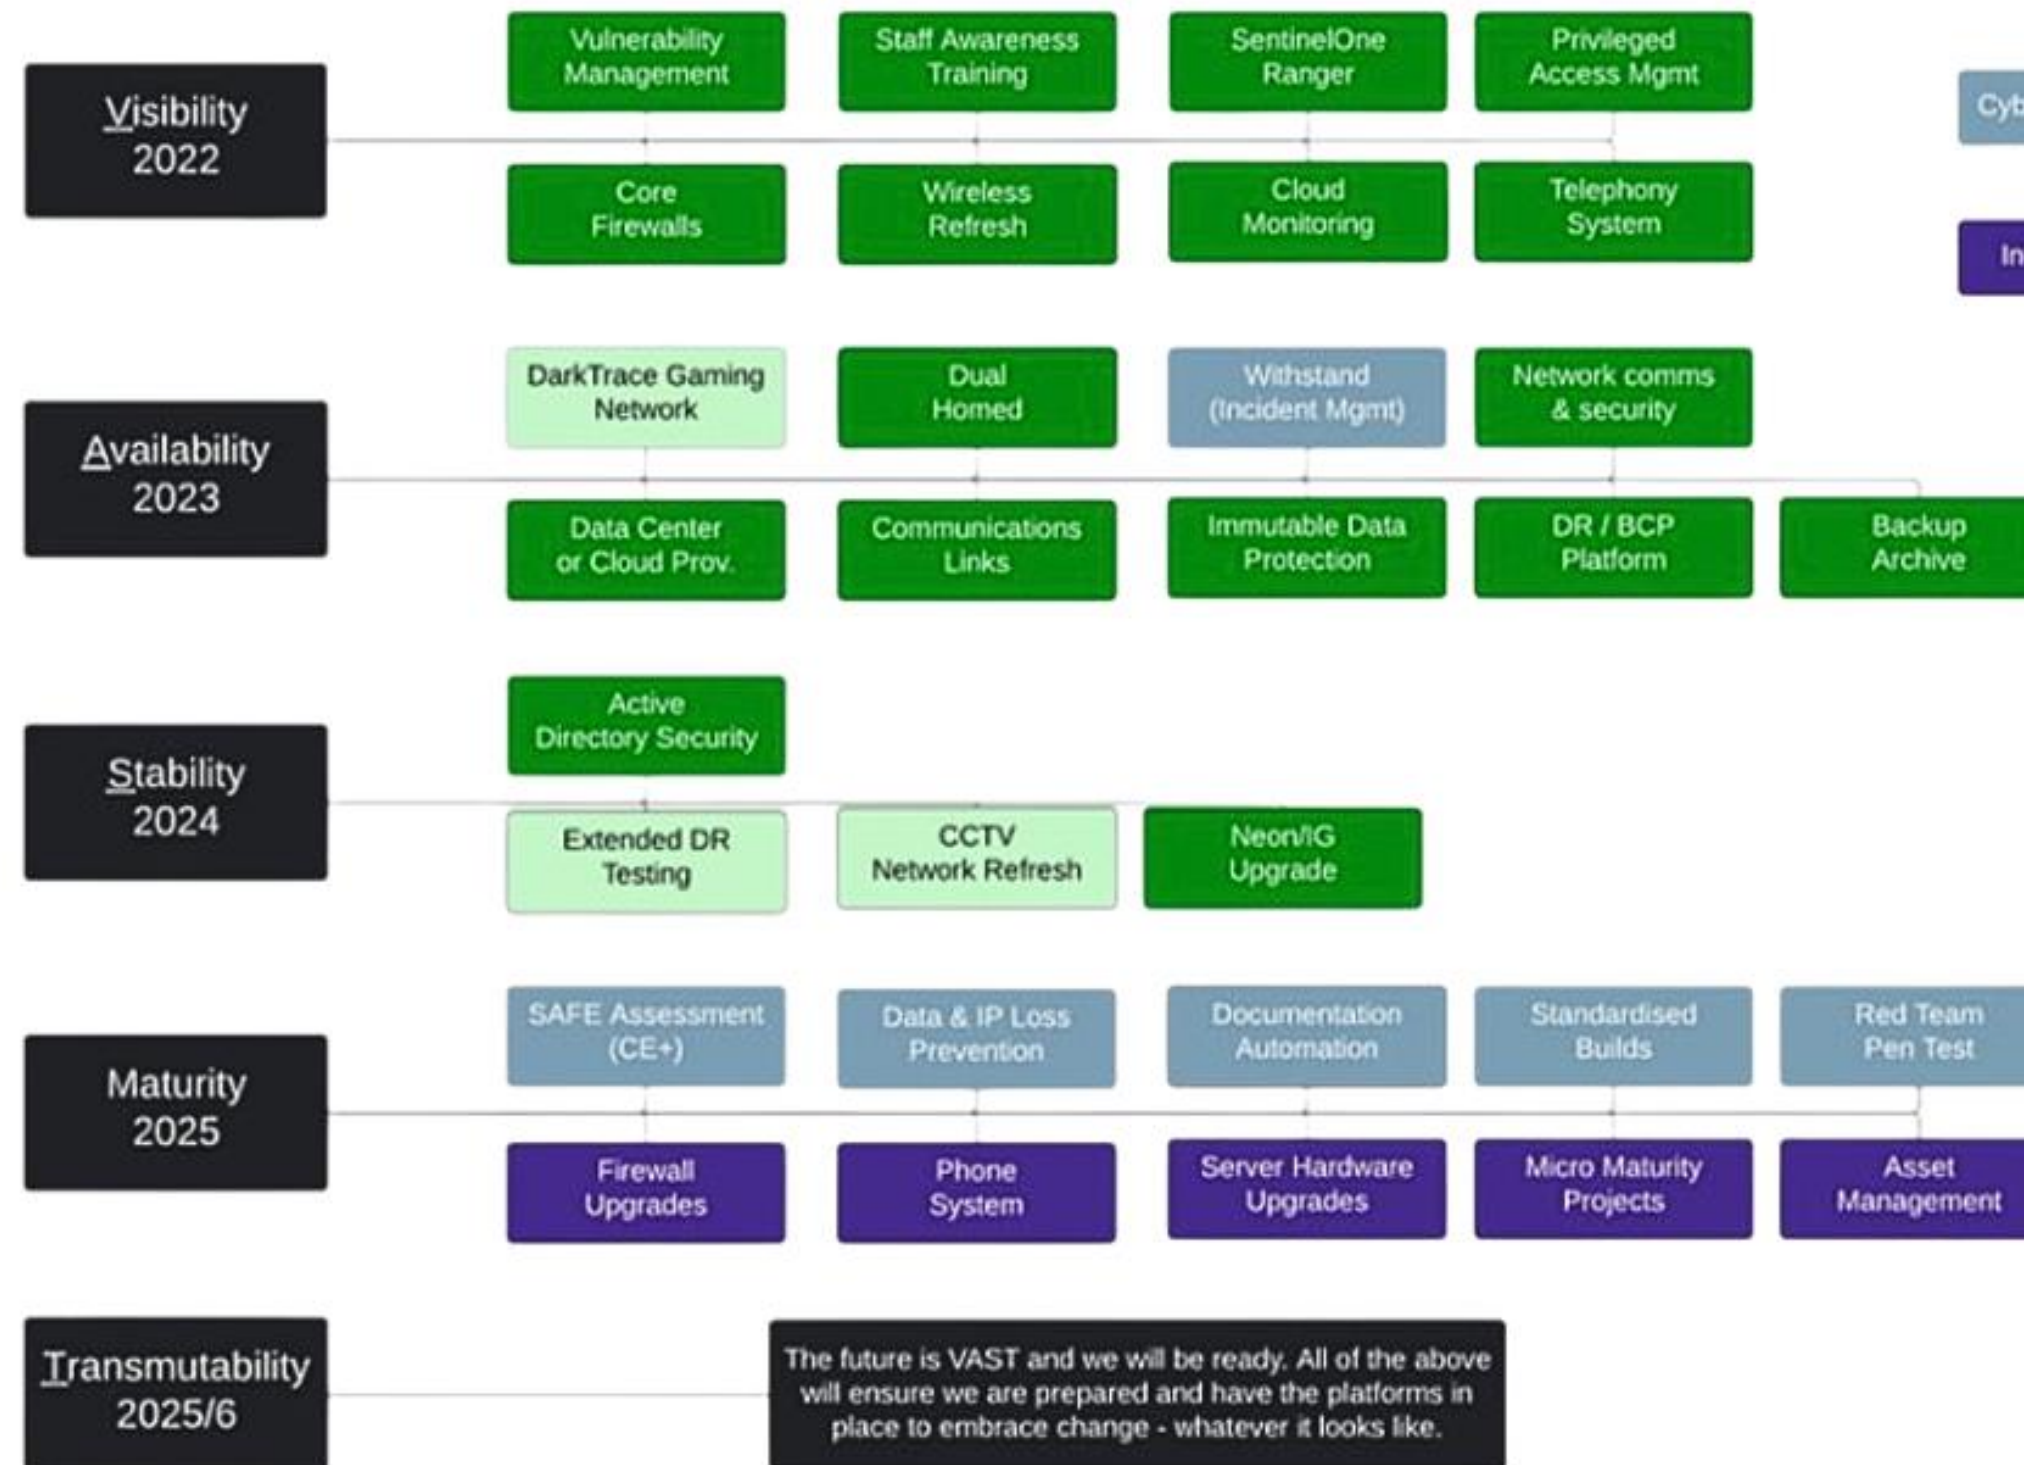 Visibility
2022
Vulnerability
Management
Staff Awareness
Training
SentinelOne
Ranger
Privileged
Access Mgmt
Core
Firewalls
Wireless
Refresh
Cloud
Monitoring
Telephony
System
Availability
2023
DarkTrace Gaming
Network
Dual
Homed
Withstand
(Incident Mgmt)
Network comms
& security
Data Center
or Cloud Prov.
Communications
Links
Immutable Data
Protection
DR / BCP
Platform
Backup
Archive
Stability
2024
Active
Directory Security
Extended DR
Testing
CCTV
Network Refresh
Neon/IG
Upgrade
Maturity
2025
SAFE Assessment
(CE+)
Data & IP Loss
Prevention
Documentation
Automation
Standardised
Builds
Red Team
Pen Test
Firewall
Upgrades
Phone
System
Server Hardware
Upgrades
Micro Maturity
Projects
Asset
Management
Transmutability
2025/6
The future is VAST and we will be ready. All of the above
will ensure we are prepared and have the platforms in
place to embrace change - whatever it looks like.